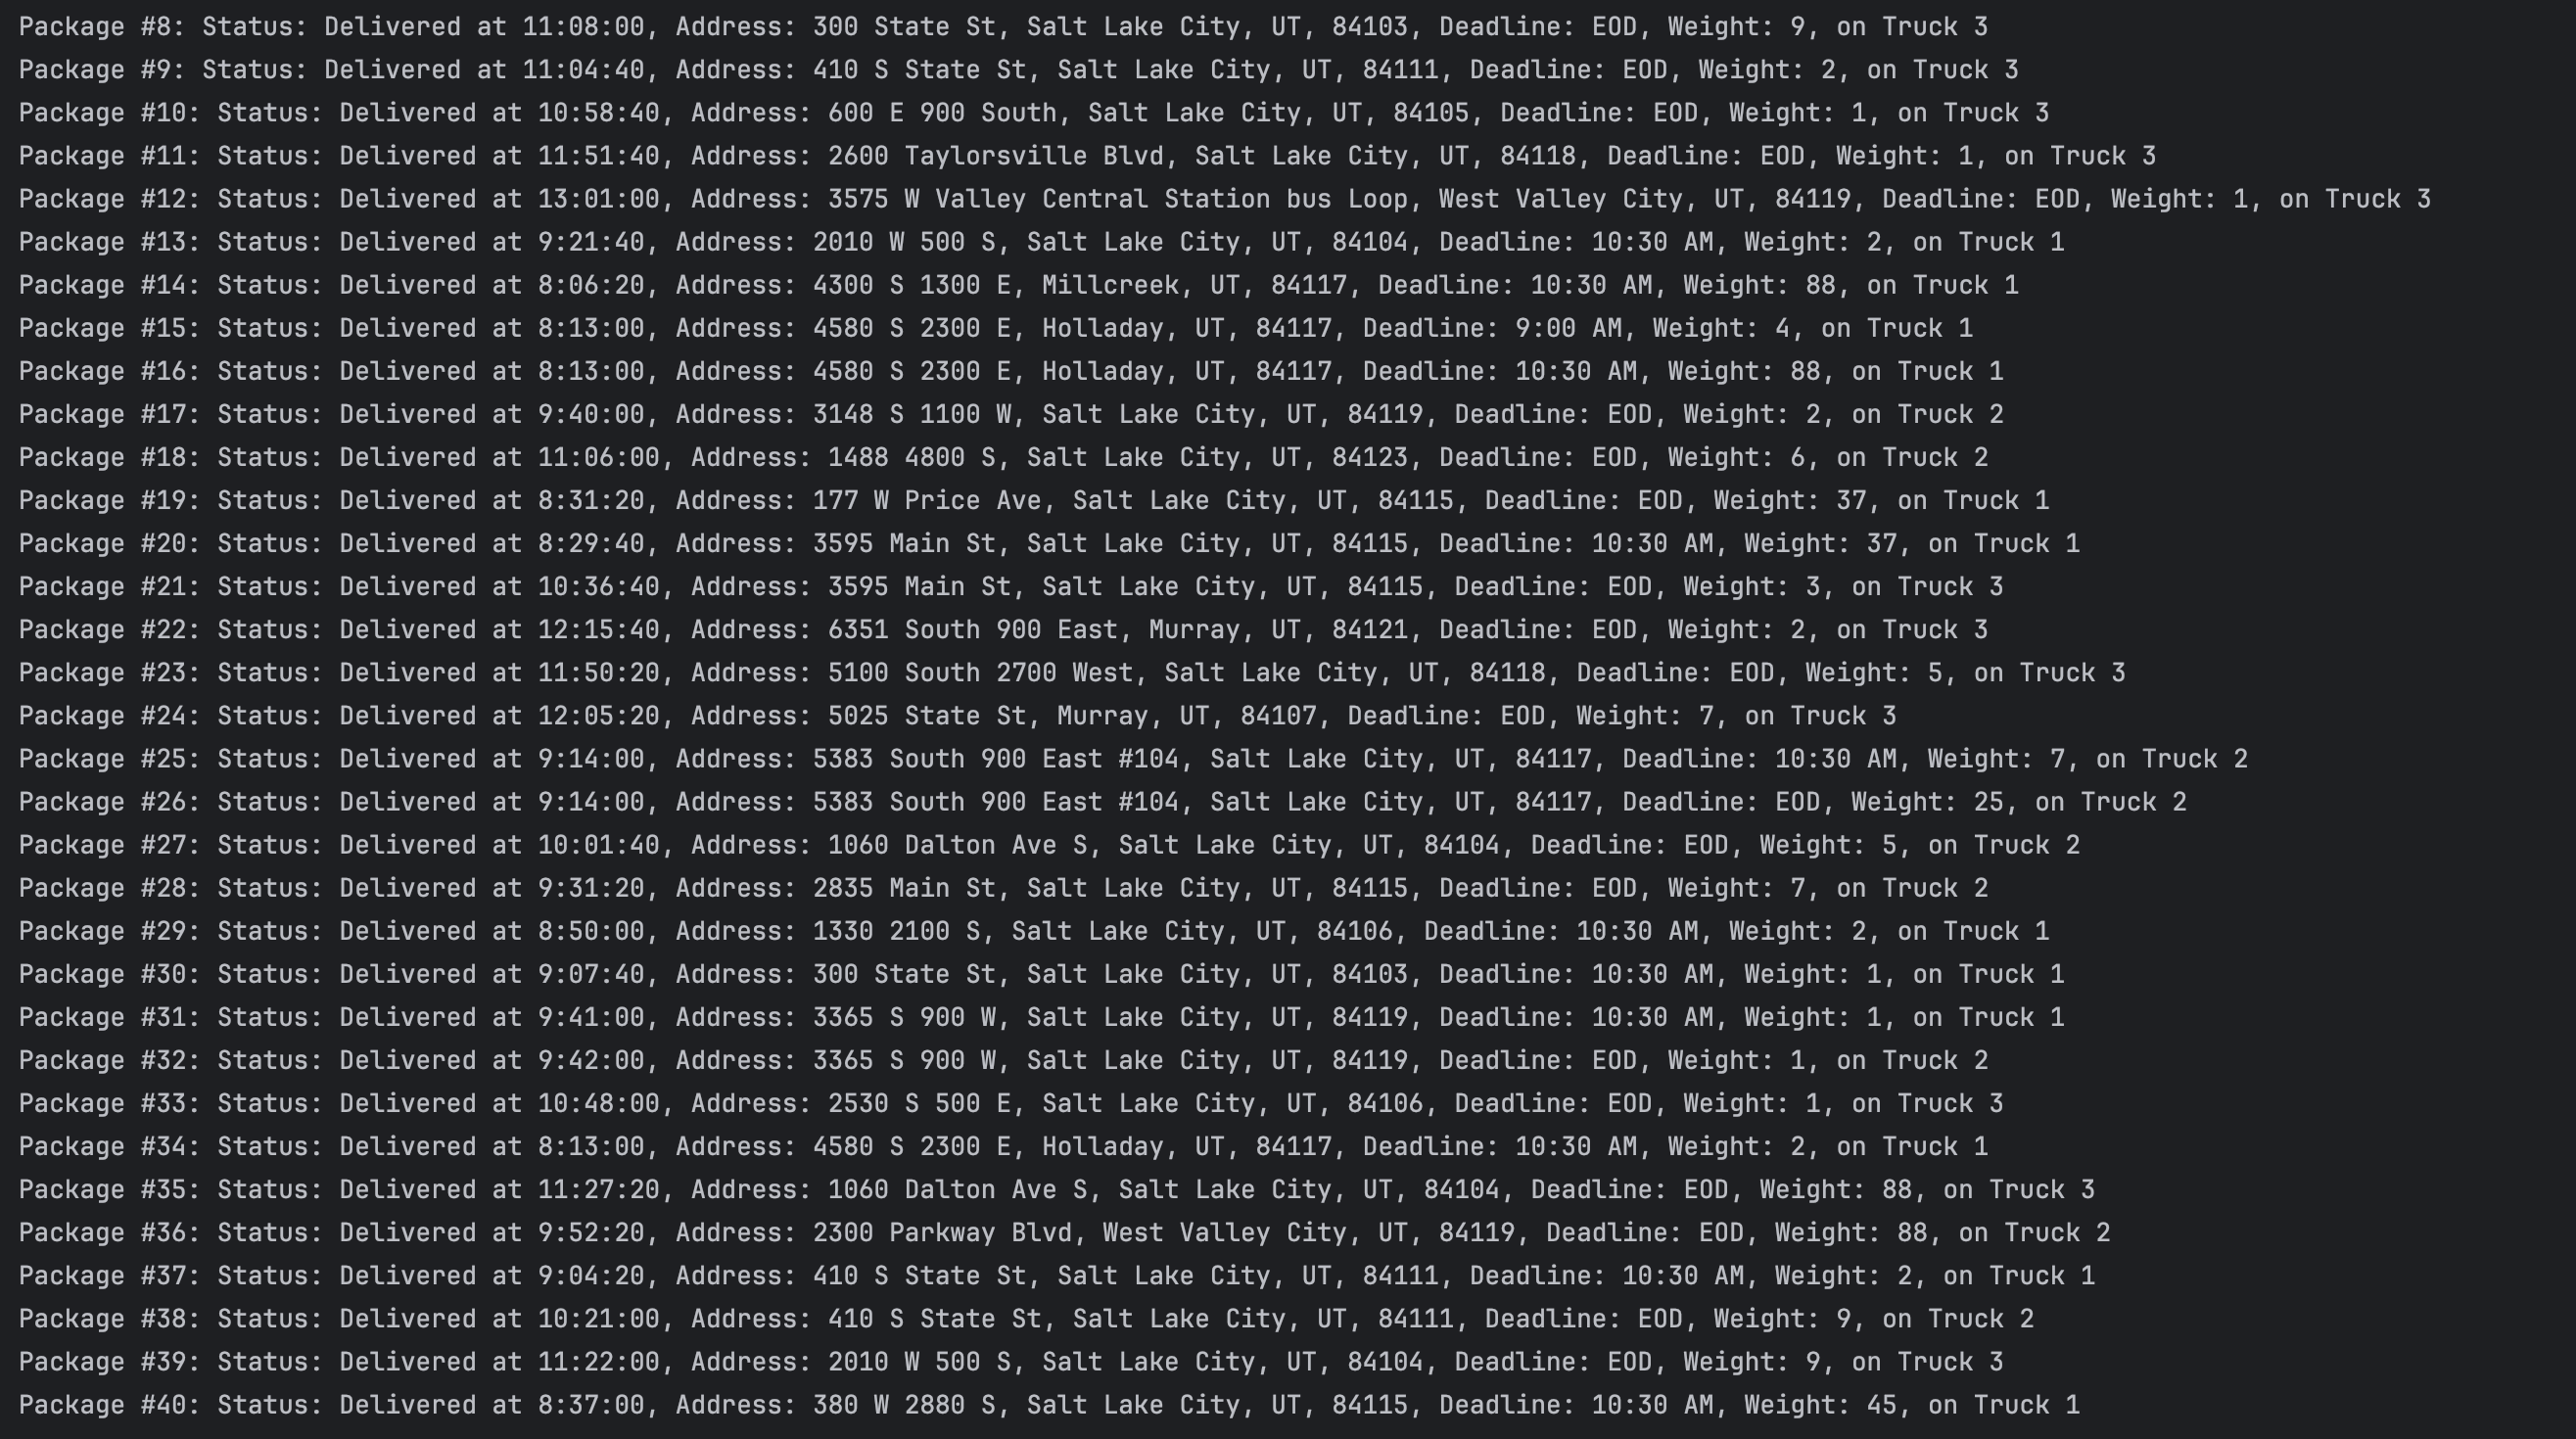 Package #8: Status: Delivered at 11:08:00, Address: 300 State St, Salt Lake City, UT, 84103, Deadline: EOD, Weight: 9, on Truck 3
Package #9: Status: Delivered at 11:04:40, Address: 410 S State St, Salt Lake City, UT, 84111, Deadline: EOD, Weight: 2, on Truck 3
Package #10: Status: Delivered at 10:58:40, Address: 600 E 900 South, Salt Lake City, UT, 84105, Deadline: EOD, Weight: 1, on Truck 3
Package #11: Status: Delivered at 11:51:40, Address: 2600 Taylorsville Blvd, Salt Lake City, UT, 84118, Deadline: EOD, Weight: 1, on Truck 3
Package #12: Status: Delivered at 13:01:00, Address: 3575 W Valley Central Station bus Loop, West Valley City, UT, 84119, Deadline: EOD, Weight: 1, on Truck 3
Package #13: Status: Delivered at 9:21:40, Address: 2010 W 500 S, Salt Lake City, UT, 84104, Deadline: 10:30 AM, Weight: 2, on Truck 1
Package #14: Status: Delivered at 8:06:20, Address: 4300 S 1300 E, Millcreek, UT, 84117, Deadline: 10:30 AM, Weight: 88, on Truck 1
Package #15: Status: Delivered at 8:13:00, Address: 4580 S 2300 E, Holladay, UT, 84117, Deadline: 9:00 AM, Weight: 4, on Truck 1
Package #16: Status: Delivered at 8:13:00, Address: 4580 S 2300 E, Holladay, UT, 84117, Deadline: 10:30 AM, Weight: 88, on Truck 1
Package #17: Status: Delivered at 9:40:00, Address: 3148 S 1100 W, Salt Lake City, UT, 84119, Deadline: EOD, Weight: 2, on Truck 2
Package #18: Status: Delivered at 11:06:00, Address: 1488 4800 S, Salt Lake City, UT, 84123, Deadline: EOD, Weight: 6, on Truck 2
Package #19: Status: Delivered at 8:31:20, Address: 177 W Price Ave, Salt Lake City, UT, 84115, Deadline: EOD, Weight: 37, on Truck 1
Package #20: Status: Delivered at 8:29:40, Address: 3595 Main St, Salt Lake City, UT, 84115, Deadline: 10:30 AM, Weight: 37, on Truck 1
Package #21: Status: Delivered at 10:36:40, Address: 3595 Main St, Salt Lake City, UT, 84115, Deadline: EOD, Weight: 3, on Truck 3
Package #22: Status: Delivered at 12:15:40, Address: 6351 South 900 East, Murray, UT, 84121, Deadline: EOD, Weight: 2, on Truck 3
Package #23: Status: Delivered at 11:50:20, Address: 5100 South 2700 West, Salt Lake City, UT, 84118, Deadline: EOD, Weight: 5, on Truck 3
Package #24: Status: Delivered at 12:05:20, Address: 5025 State St, Murray, UT, 84107, Deadline: EOD, Weight: 7, on Truck 3
Package #25: Status: Delivered at 9:14:00, Address: 5383 South 900 East #104, Salt Lake City, UT, 84117, Deadline: 10:30 AM, Weight: 7, on Truck 2
Package #26: Status: Delivered at 9:14:00, Address: 5383 South 900 East #104, Salt Lake City, UT, 84117, Deadline: EOD, Weight: 25, on Truck 2
Package #27: Status: Delivered at 10:01:40, Address: 1060 Dalton Ave S, Salt Lake City, UT, 84104, Deadline: EOD, Weight: 5, on Truck 2
Package #28: Status: Delivered at 9:31:20, Address: 2835 Main St, Salt Lake City, UT, 84115, Deadline: EOD, Weight: 7, on Truck 2
Package #29: Status: Delivered at 8:50:00, Address: 1330 2100 S, Salt Lake City, UT, 84106, Deadline: 10:30 AM, Weight: 2, on Truck 1
Package #30: Status: Delivered at 9:07:40, Address: 300 State St, Salt Lake City, UT, 84103, Deadline: 10:30 AM, Weight: 1, on Truck 1
Package #31: Status: Delivered at 9:41:00, Address: 3365 S 900 W, Salt Lake City, UT, 84119, Deadline: 10:30 AM, Weight: 1, on Truck 1
Package #32: Status: Delivered at 9:42:00, Address: 3365 S 900 W, Salt Lake City, UT, 84119, Deadline: EOD, Weight: 1, on Truck 2
Package #33: Status: Delivered at 10:48:00, Address: 2530 S 500 E, Salt Lake City, UT, 84106, Deadline: EOD, Weight: 1, on Truck 3
Package #34: Status: Delivered at 8:13:00, Address: 4580 S 2300 E, Holladay, UT, 84117, Deadline: 10:30 AM, Weight: 2, on Truck 1
Package #35: Status: Delivered at 11:27:20, Address: 1060 Dalton Ave S, Salt Lake City, UT, 84104, Deadline: EOD, Weight: 88, on Truck 3
Package #36: Status: Delivered at 9:52:20, Address: 2300 Parkway Blvd, West Valley City, UT, 84119, Deadline: EOD, Weight: 88, on Truck 2
Package #37: Status: Delivered at 9:04:20, Address: 410 S State St, Salt Lake City, UT, 84111, Deadline: 10:30 AM, Weight: 2, on Truck 1
Package #38: Status: Delivered at 10:21:00, Address: 410 S State St, Salt Lake City, UT, 84111, Deadline: EOD, Weight: 9, on Truck 2
Package #39: Status: Delivered at 11:22:00, Address: 2010 W 500 S, Salt Lake City, UT, 84104, Deadline: EOD, Weight: 9, on Truck 3
Package #40: Status: Delivered at 8:37:00, Address: 380 W 2880 S, Salt Lake City, UT, 84115, Deadline: 10:30 AM, Weight: 45, on Truck 1